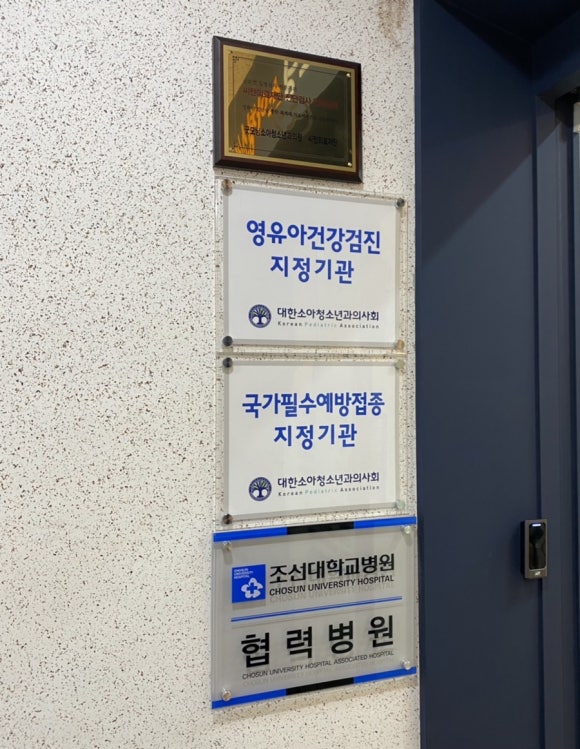 영유아건강검진
지정기관
대한소아청소년과의사회
Korean Pediatric Association
국가필수예방접종
지정기관
대한소아청소년과의사회
Korean Pediatric Association
CHOSUN UNIVERSITY HOSPITAL
조선대학교병원
CHOSUN UNIVERSITY HOSPITAL
협력병원
CHOSUN UNIVERSITY HOSPITAL ASSOCIATED HOSPITAL